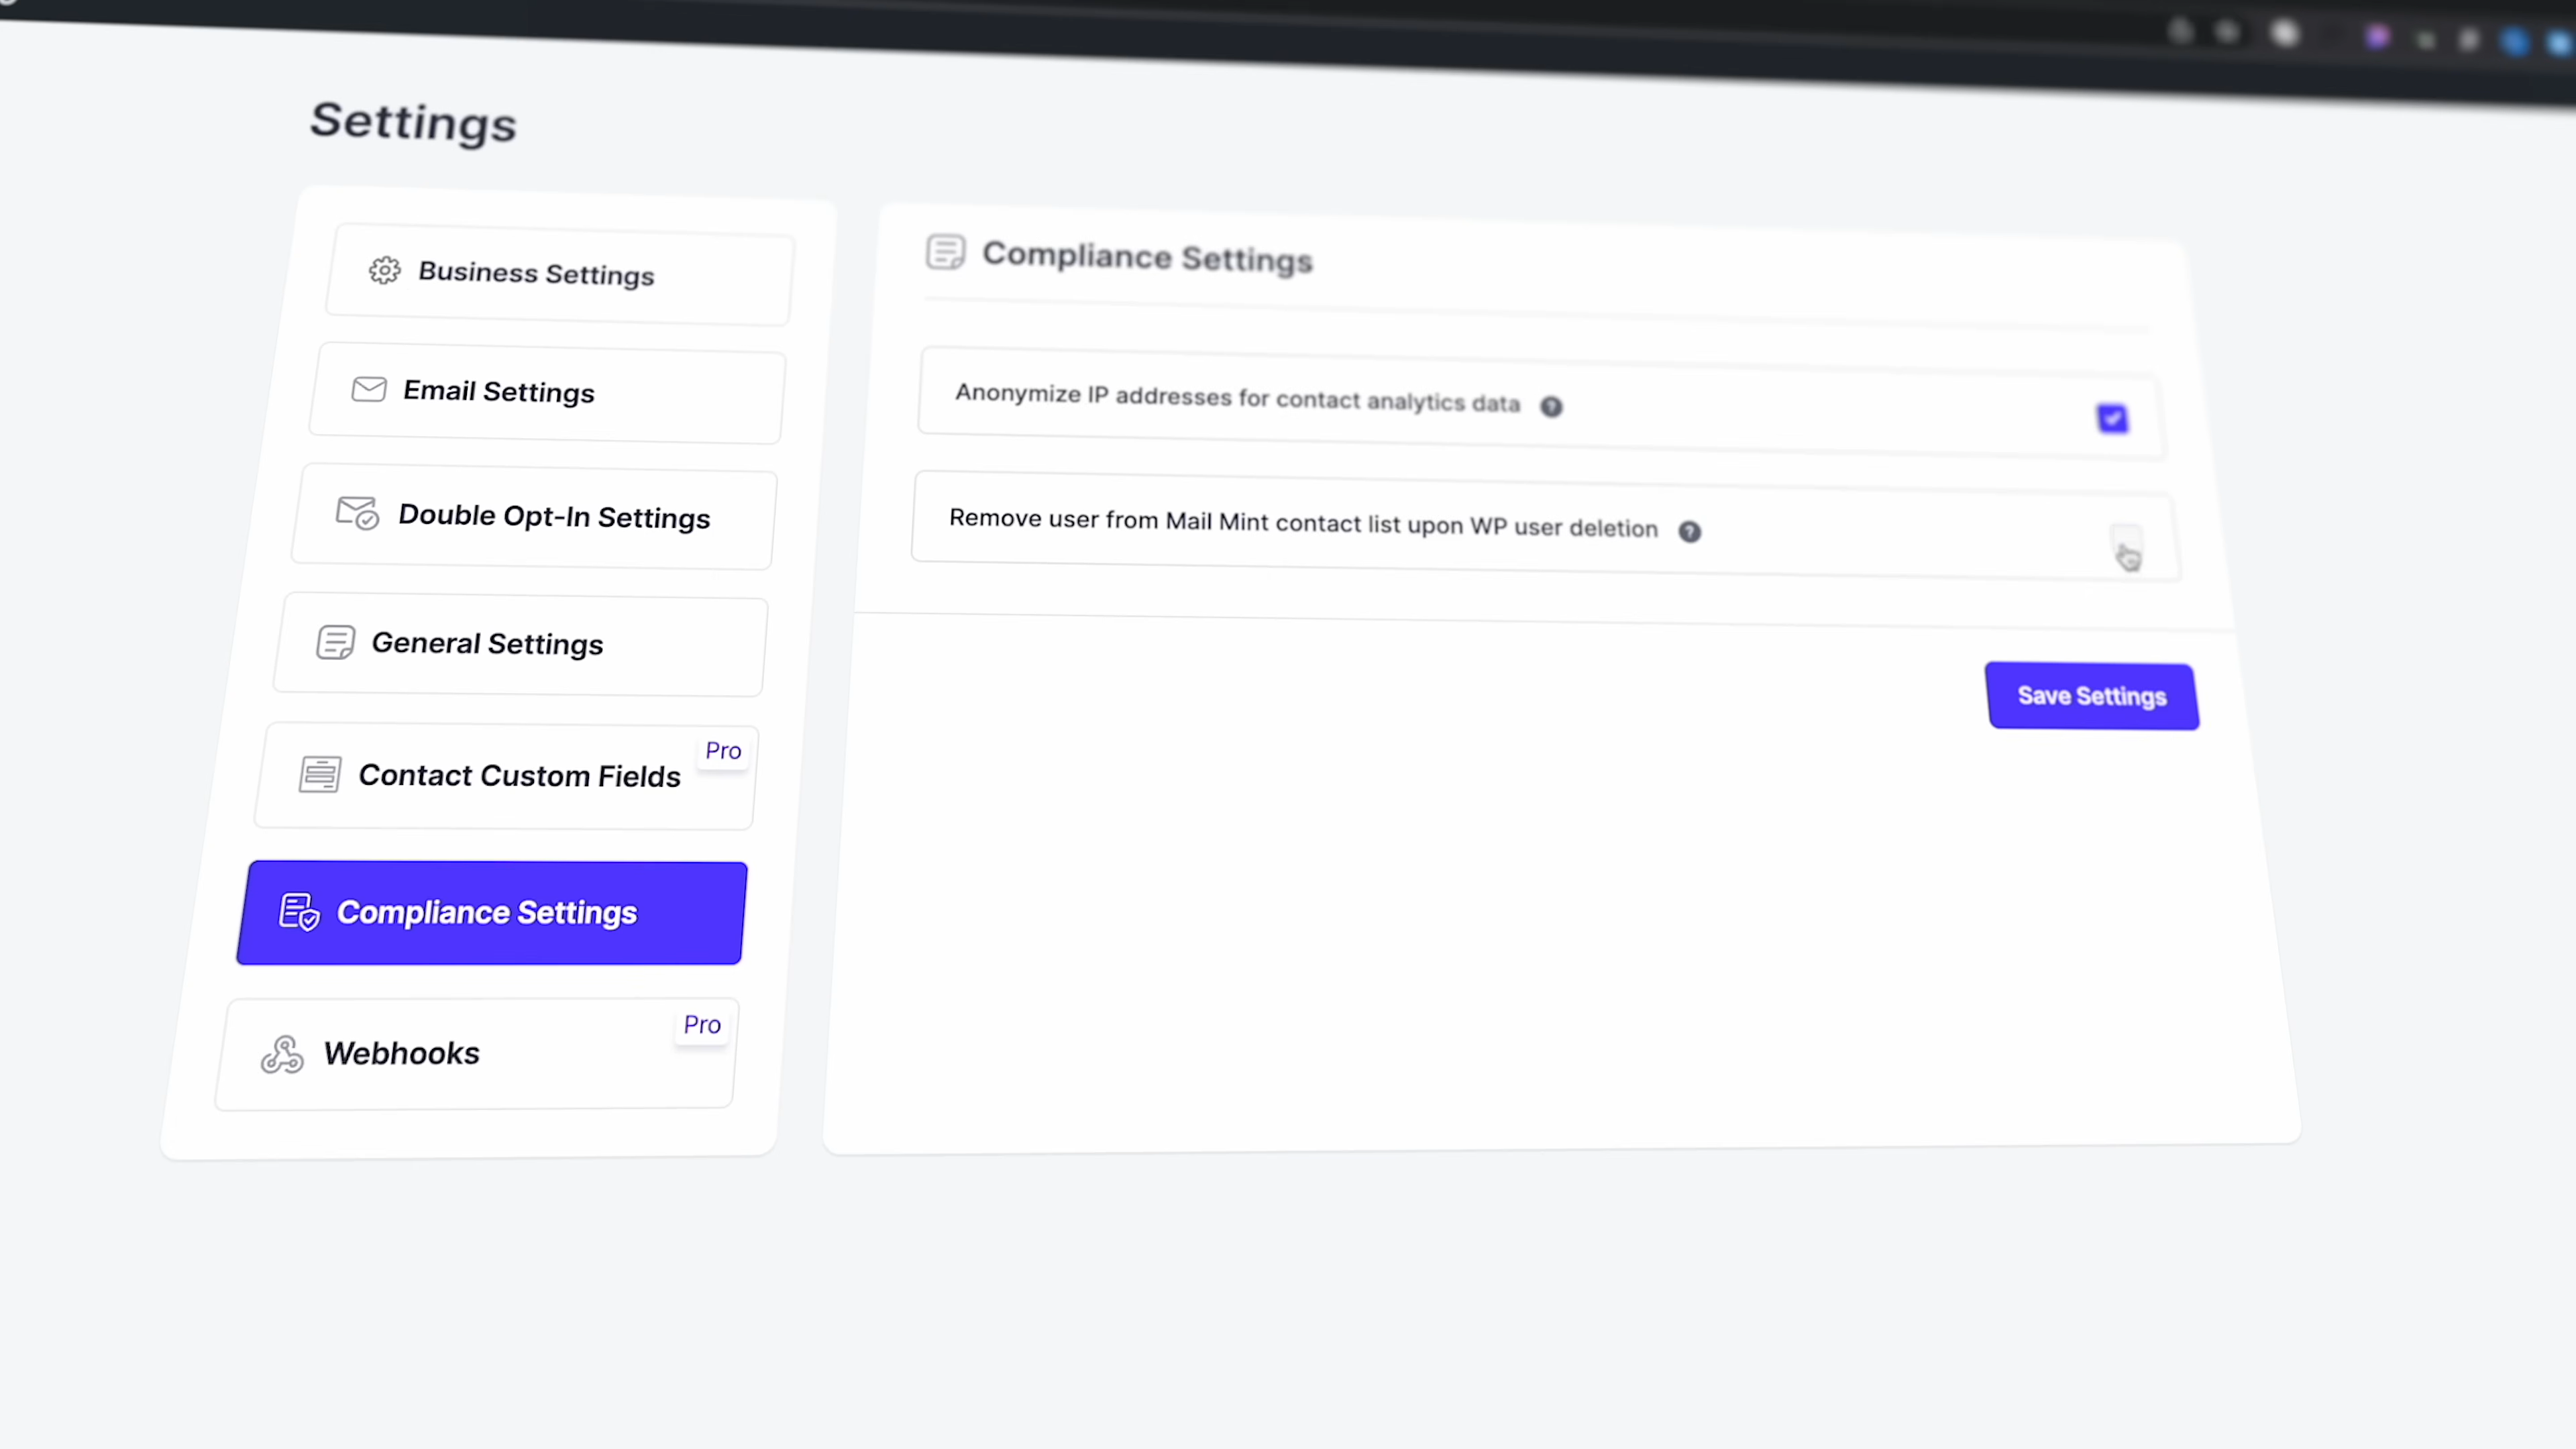 Settings
Business Settings
Email Settings
Double Opt-In Settings
General Settings
Contact Custom Fields
Pro
Compliance Settings
Webhooks
Pro
Compliance Settings
Anonymize IP addresses for contact analytics data ?
Remove user from Mail Mint contact list upon WP user deletion ?
Save Settings